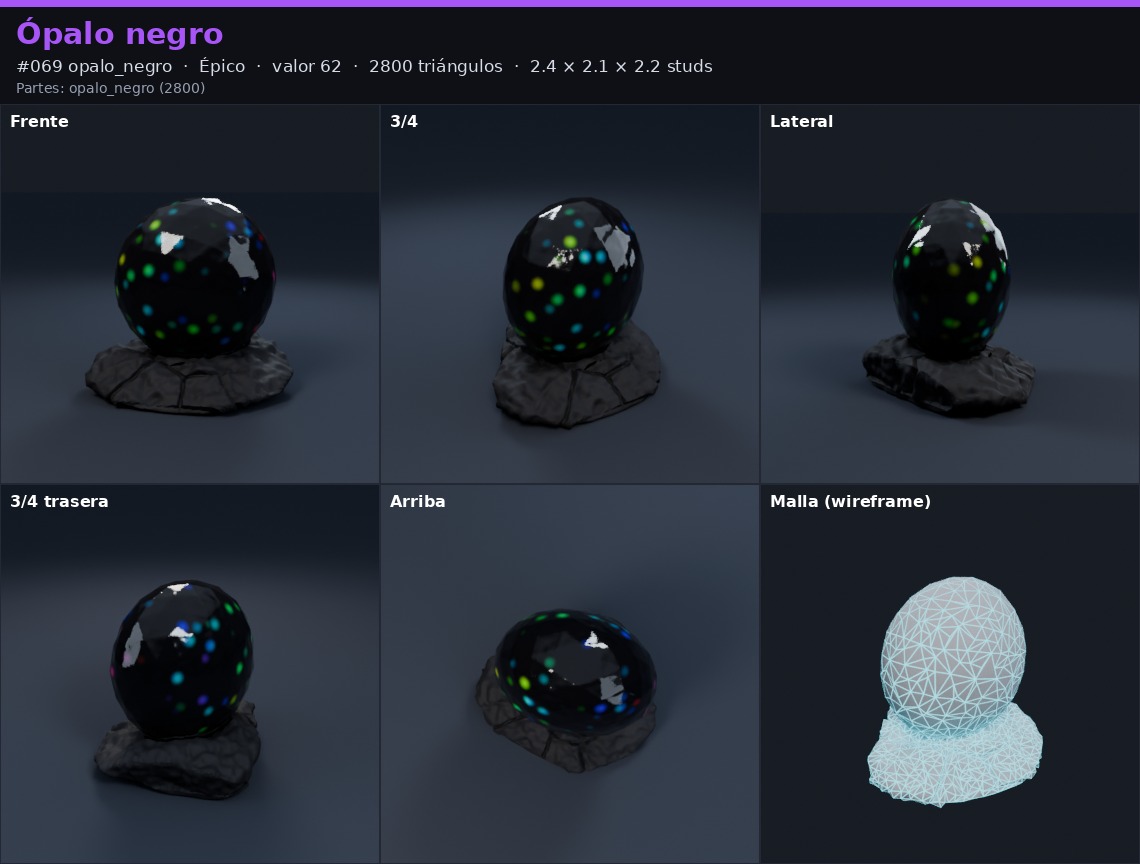 Ópalo negro
#069 opalo_negro · Épico · valor 62 · 2800 triángulos · 2.4 × 2.1 × 2.2 studs
Partes: opalo_negro (2800)
Frente
3/4
Lateral
3/4 trasera
Arriba
Malla (wireframe)